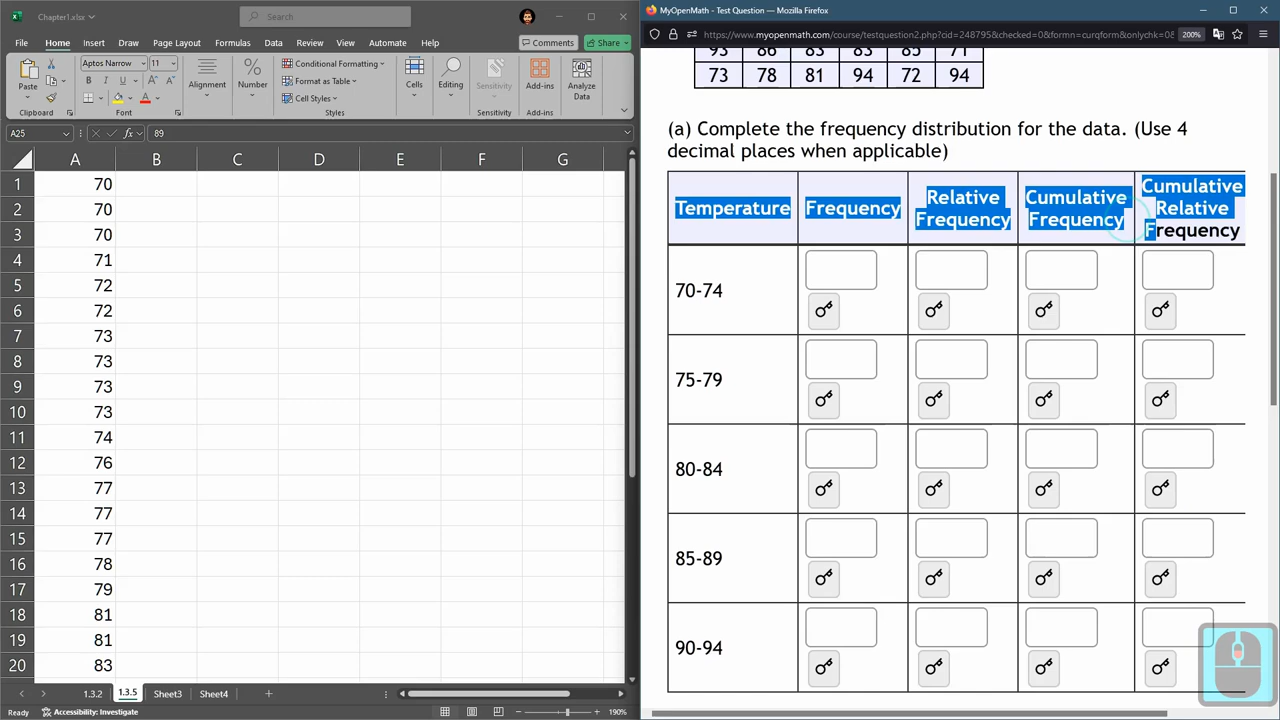 Chapter1.xlsx
Search
File Home Insert Draw Page Layout Formulas Data Review View Automate Help Comments Share
Paste
Clipboard
Aptos Narrow 11
B I U A A
A
Font
Alignment
Number
Conditional Formatting
Format as Table
Cell Styles
Styles
Cells
Editing
Sensitivity
Sensitivity
Add-ins
Add-ins
Analyze
Data
A25 fx 89
A B C D E F G
1 70
2 70
3 70
4 71
5 72
6 72
7 73
8 73
9 73
10 73
11 74
12 76
13 77
14 77
15 77
16 78
17 79
18 81
19 81
20 83
1.3.2 1.3.5 Sheet3 Sheet4
Ready Accessibility: Investigate 190%
MyOpenMath - Test Question — Mozilla Firefox
https://www.myopenmath.com/course/testquestion2.php?cid=248795&checked=0&formn=curqform&onlychk=0& 200%
93 86 83 83 85 71
73 78 81 94 72 94
(a) Complete the frequency distribution for the data. (Use 4
decimal places when applicable)
Temperature
Frequency
Relative
Frequency
Cumulative
Frequency
Cumulative
Relative
Frequency
70-74
75-79
80-84
85-89
90-94